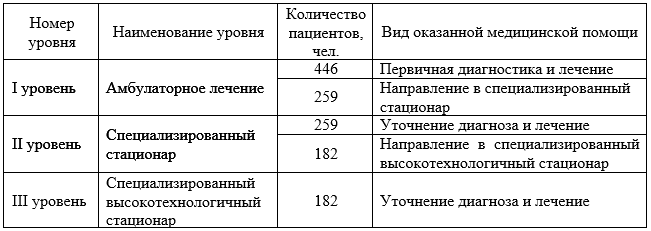 Номер
уровня
Наименование уровня
Количество
пациентов,
чел.
Вид оказанной медицинской помощи
I уровень
Амбулаторное лечение
446
Первичная диагностика и лечение
259
Направление в специализированный
стационар
II уровень
Специализированный
стационар
259
Уточнение диагноза и лечение
182
Направление в специализированный
высокотехнологичный стационар
III уровень
Специализированный
высокотехнологичный
стационар
182
Уточнение диагноза и лечение